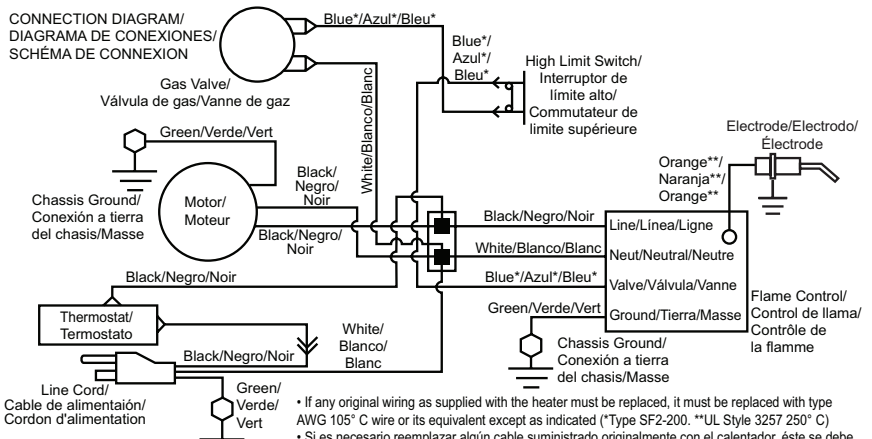 CONNECTION DIAGRAM/
DIAGRAMA DE CONEXIONES/
SCHÉMA DE CONNEXION
Blue*/Azul*/Bleu*
Gas Valve/
Válvula de gas/Vanne de gaz
Blue*/
Azul*/
Bleu*
High Limit Switch/
Interruptor de
límite alto/
Commutateur de
limite supérieure
White/Blanco/Blanc
Electrode/Electrodo/
Électrode
Orange**/
Naranja**/
Orange**
Green/Verde/Vert
Chassis Ground/
Conexión a tierra
del chasis/Masse
Motor/
Moteur
Black/
Negro/
Noir
Black/Negro/
Noir
Black/Negro/Noir
White/Blanco/Blanc
Blue*/Azul*/Bleu*
Green/Verde/Vert
Line/Línea/Ligne
Neut/Neutral/Neutre
Valve/Válvula/Vanne
Ground/Tierra/Masse
Flame Control/
Control de llama/
Contrôle de
la flamme
Chassis Ground/
Conexión a tierra
del chasis/Masse
Black/Negro/Noir
Thermostat/
Termostato
White/
Blanco/
Blanc
Black/Negro/Noir
Line Cord/
Cable de alimentaión/
Cordon d'alimentation
Green/
Verde/
Vert
• If any original wiring as supplied with the heater must be replaced, it must be replaced with type
AWG 105° C wire or its equivalent except as indicated (*Type SF2-200. **UL Style 3257 250° C)
• Si es necesario reemplazar algún cable suministrado originalmente con el calentador, éste se debe